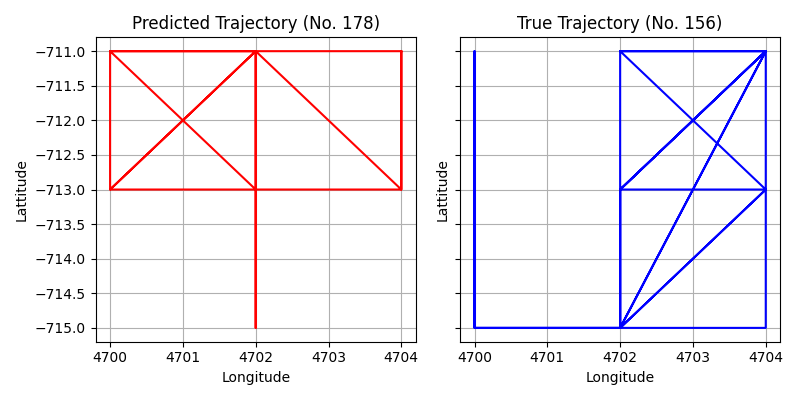 Predicted Trajectory (No. 178)
True Trajectory (No. 156)
Lattitude
−711.0
−711.5
−712.0
−712.5
−713.0
−713.5
−714.0
−714.5
−715.0
4700 4701 4702 4703 4704
Longitude
Lattitude
4700 4701 4702 4703 4704
Longitude